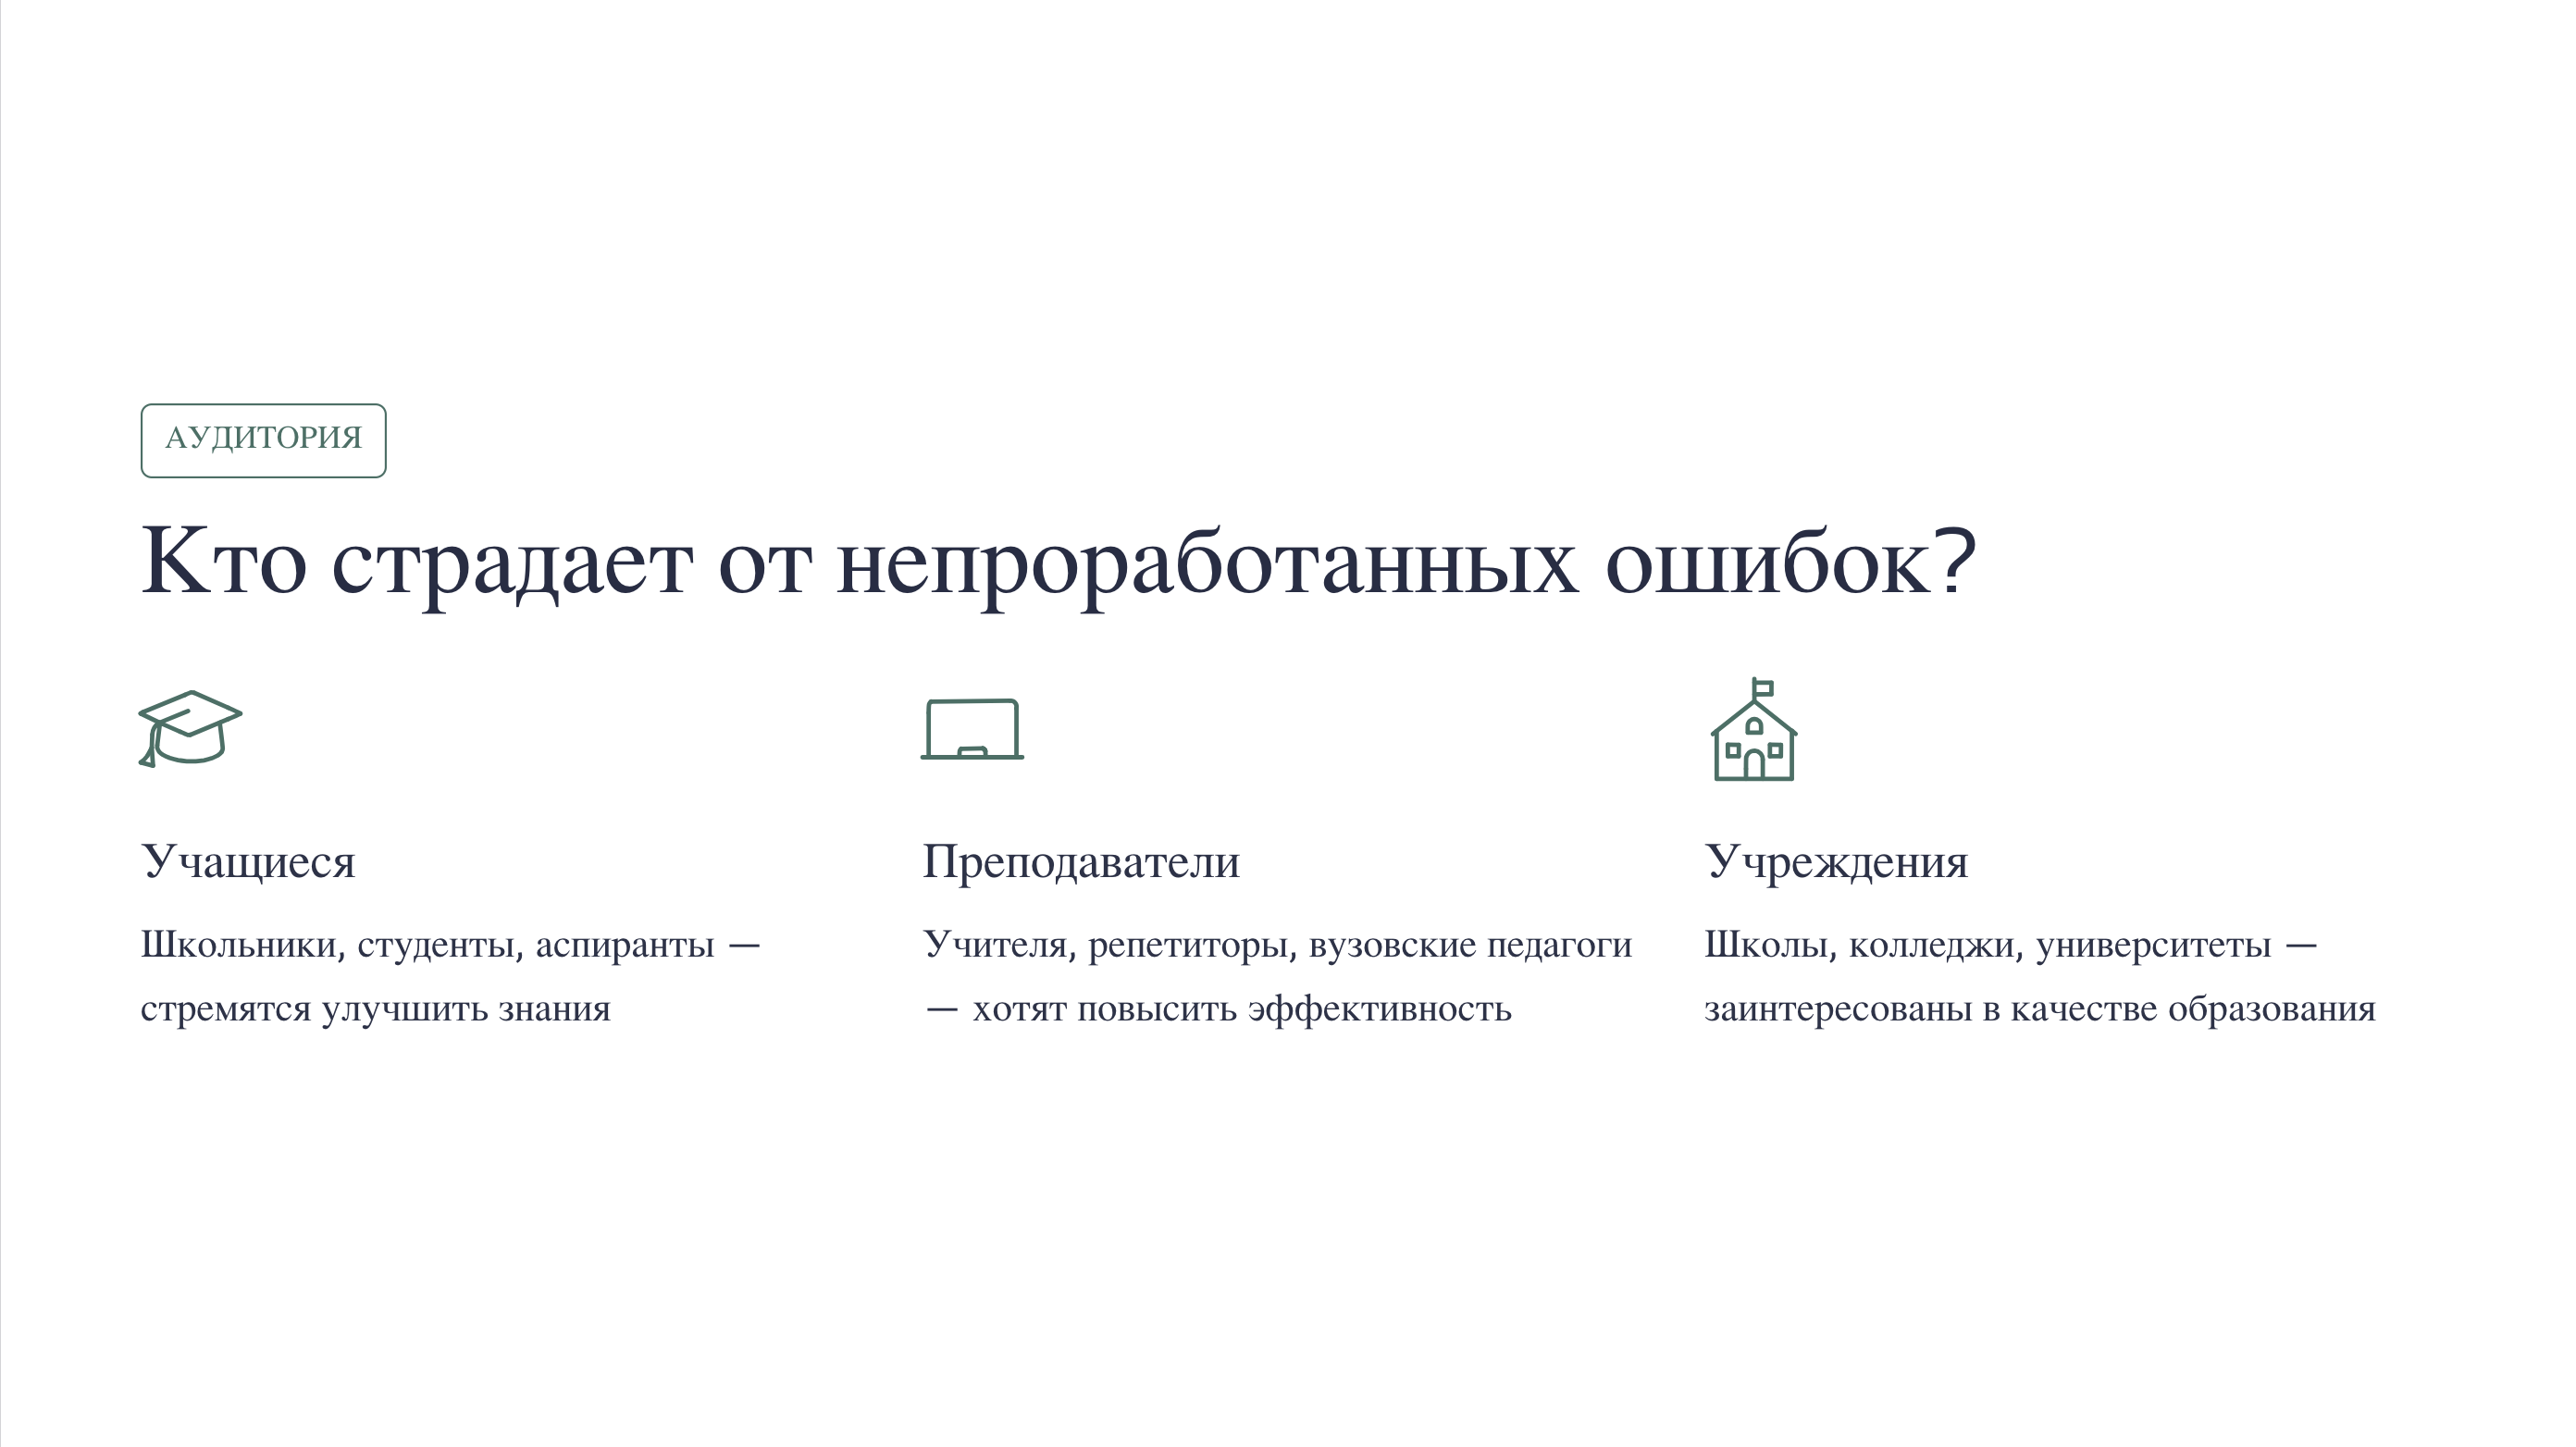 АУДИТОРИЯ
Кто страдает от непроработанных ошибок?
Учащиеся
Школьники, студенты, аспиранты —
стремятся улучшить знания
Преподаватели
Учителя, репетиторы, вузовские педагоги
— хотят повысить эффективность
Учреждения
Школы, колледжи, университеты —
заинтересованы в качестве образования